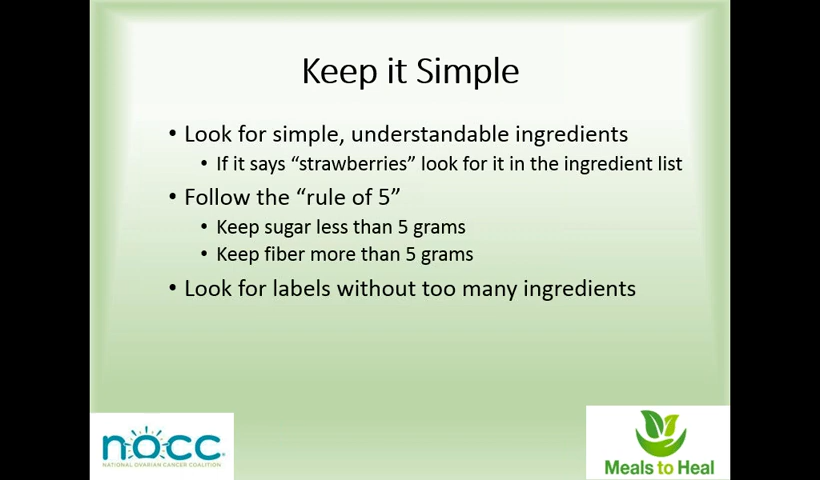 Keep it Simple
• Look for simple, understandable ingredients
• If it says “strawberries” look for it in the ingredient list
• Follow the “rule of 5”
• Keep sugar less than 5 grams
• Keep fiber more than 5 grams
• Look for labels without too many ingredients
nocc
NATIONAL OVARIAN CANCER COALITION
Meals to Heal